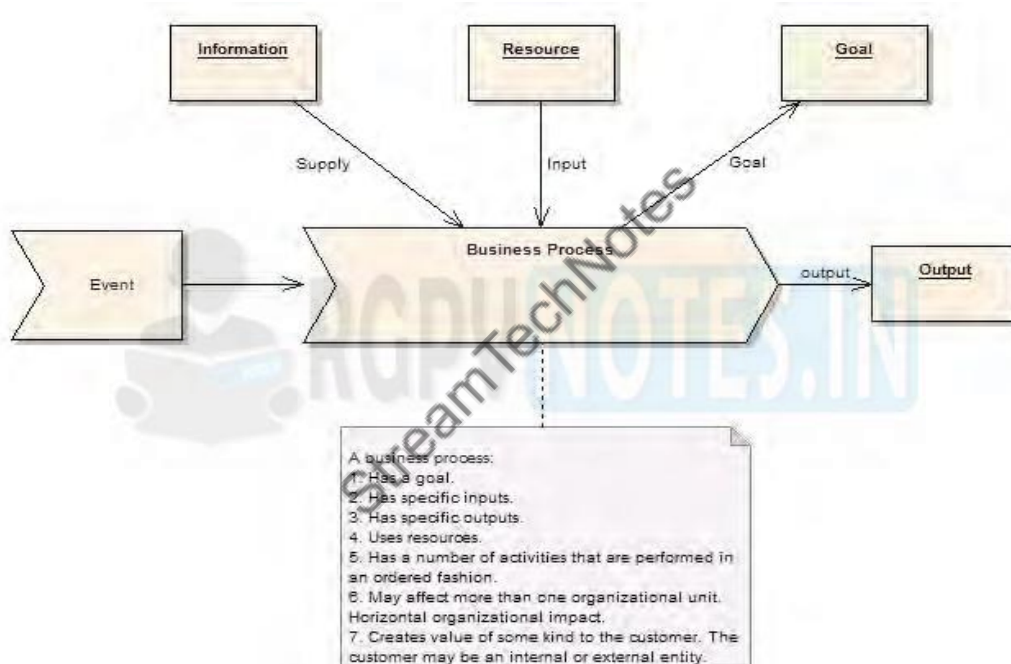 Information
Resource
Goal
Supply
Input
Goal
Business Process
Event
output
Output
RGPV NOTES.IN
StreamTechNotes
A business process:
1. Has a goal.
2. Has specific inputs.
3. Has specific outputs.
4. Uses resources.
5. Has a number of activities that are performed in
an ordered fashion.
6. May affect more than one organizational unit.
Horizontal organizational impact.
7. Creates value of some kind to the customer. The
customer may be an internal or external entity.